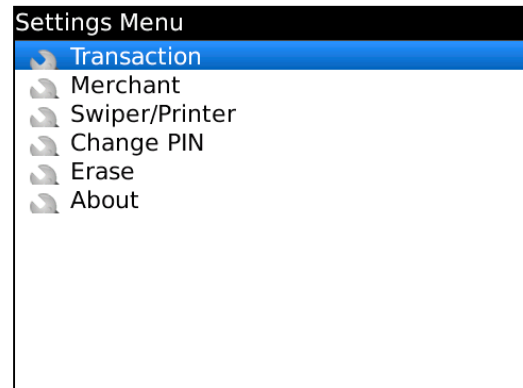 Settings Menu
Transaction
Merchant
Swiper/Printer
Change PIN
Erase
About